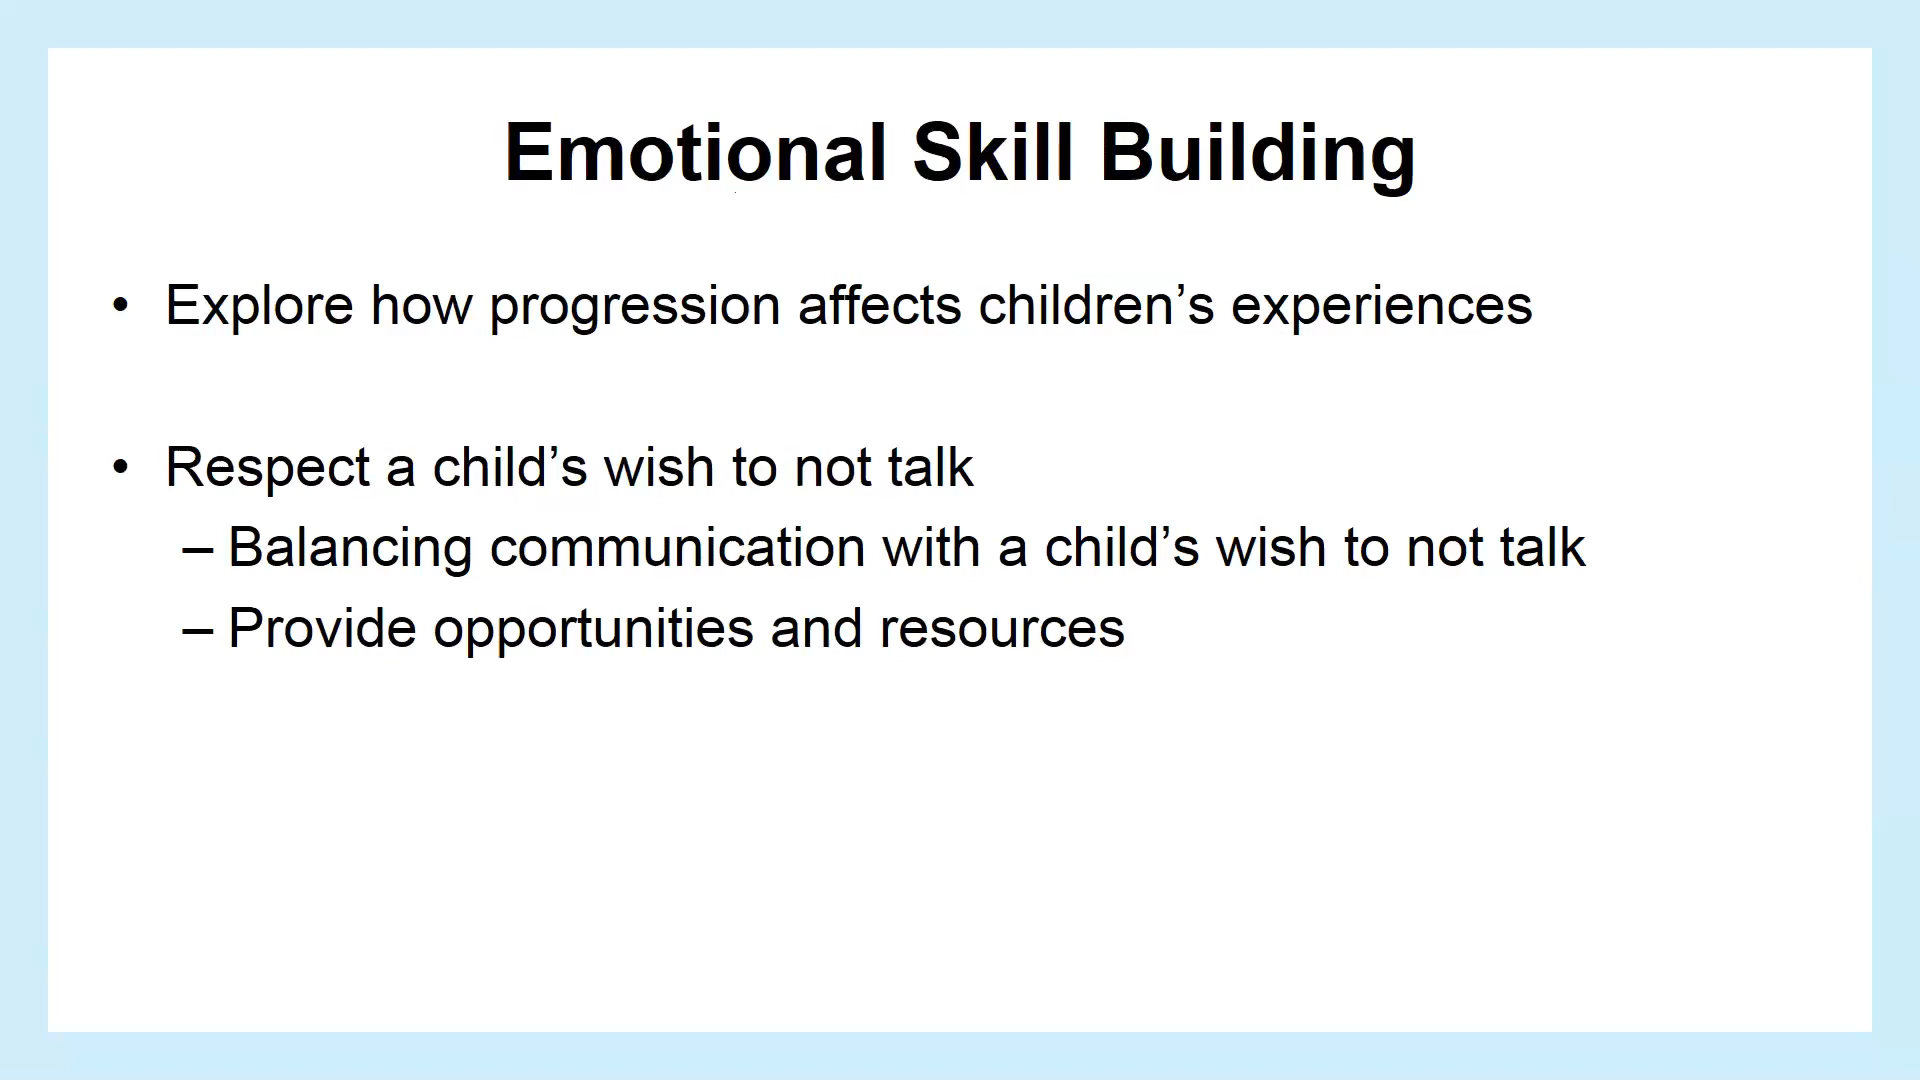 Emotional Skill Building
• Explore how progression affects children’s experiences
• Respect a child’s wish to not talk
– Balancing communication with a child’s wish to not talk
– Provide opportunities and resources